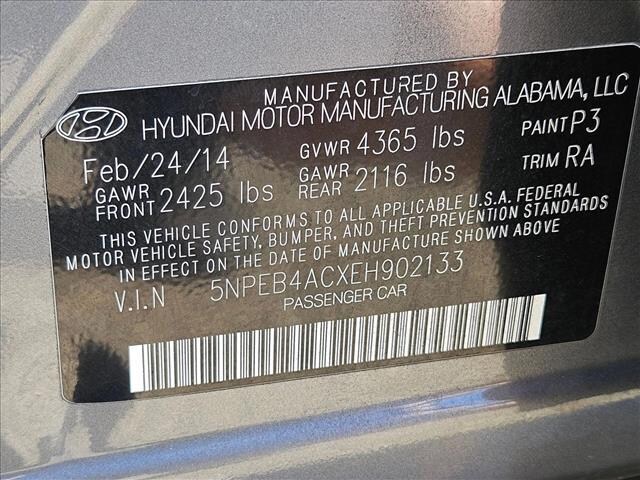 MANUFACTURED BY
HYUNDAI MOTOR MANUFACTURING ALABAMA, LLC
Feb/24/14 GVWR 4365 lbs PAINT P3
GAWR FRONT 2425 lbs GAWR REAR 2116 lbs TRIM RA
THIS VEHICLE CONFORMS TO ALL APPLICABLE U.S.A. FEDERAL
MOTOR VEHICLE SAFETY, BUMPER, AND THEFT PREVENTION STANDARDS
IN EFFECT ON THE DATE OF MANUFACTURE SHOWN ABOVE
V.I.N 5NPEB4ACXEH902133
PASSENGER CAR